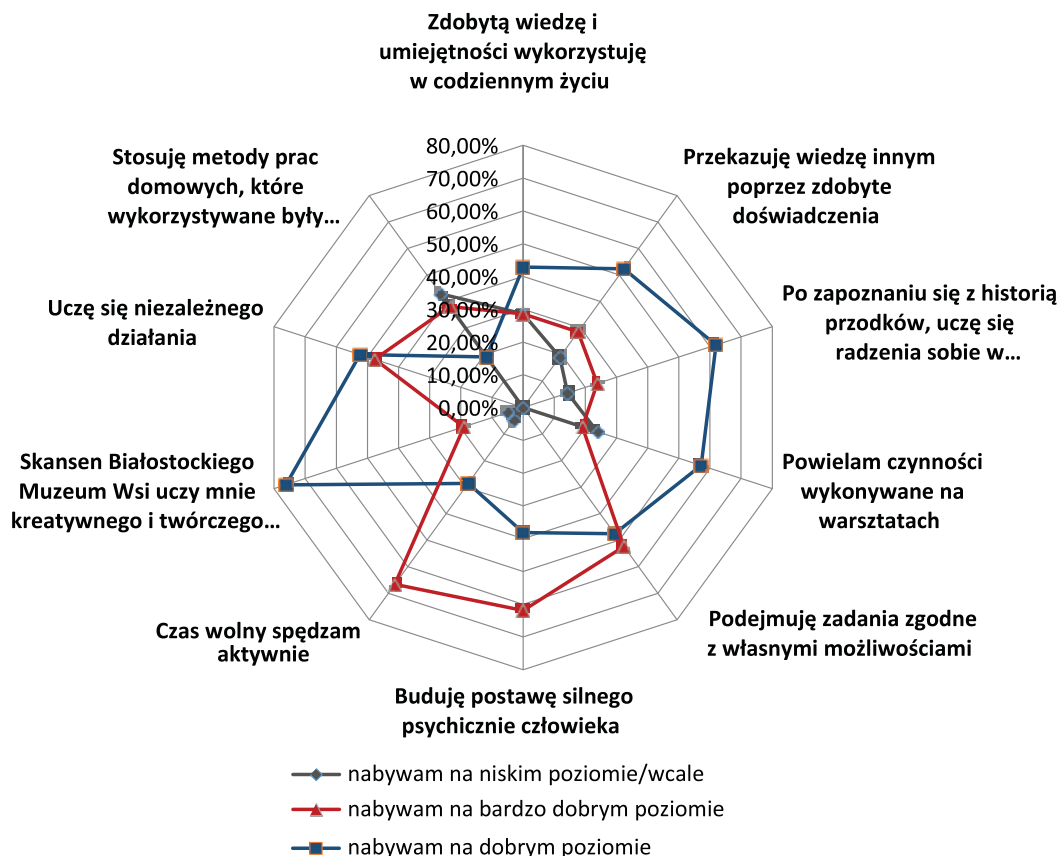 Zdobytą wiedzę i
umiejętności wykorzystuję
w codziennym życiu
Stosuję metody prac
domowych, które
wykorzystywane były...
Przekazuję wiedzę innym
poprzez zdobyte
doświadczenia
80,00%
70,00%
60,00%
50,00%
40,00%
30,00%
20,00%
10,00%
0,00%
Uczę się niezależnego
działania
Po zapoznaniu się z historią
przodków, uczę się
radzenia sobie w...
Skansen Białostockiego
Muzeum Wsi uczy mnie
kreatywnego i twórczego...
Powielam czynności
wykonywane na
warsztatach
Czas wolny spędzam
aktywnie
Podejmuję zadania zgodne
z własnymi możliwościami
Buduję postawę silnego
psychicznie człowieka
nabywam na niskim poziomie/wcale
nabywam na bardzo dobrym poziomie
nabywam na dobrym poziomie